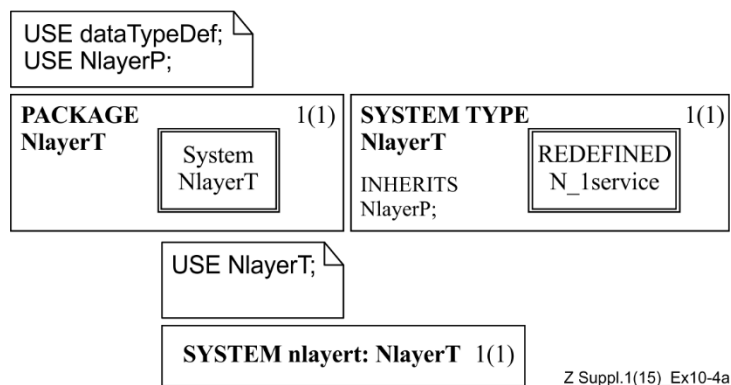 USE dataTypeDef;
USE NlayerP;
PACKAGE 1(1)
NlayerT
System
NlayerT
SYSTEM TYPE 1(1)
NlayerT
INHERITS
NlayerP;
REDEFINED
N_1service
USE NlayerT;
SYSTEM nlayert: NlayerT 1(1)
Z Suppl.1(15) Ex10-4a